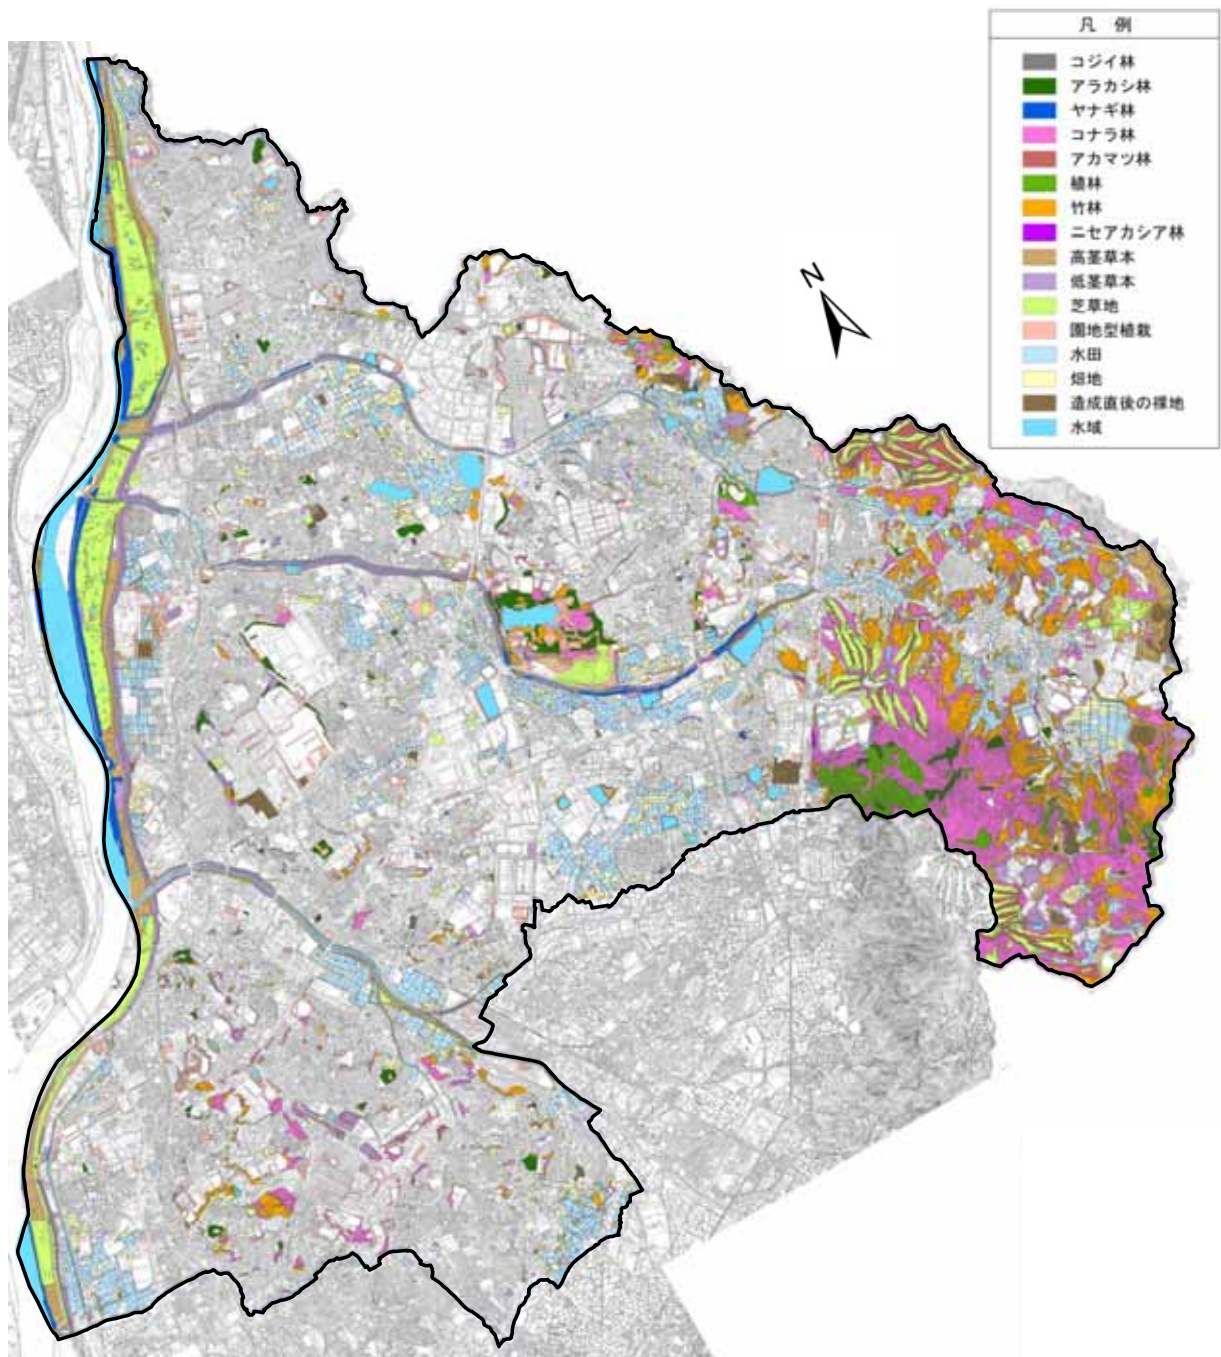 凡 例
コジイ林
アラカシ林
ヤナギ林
コナラ林
アカマツ林
植林
竹林
ニセアカシア林
高茎草本
低茎草本
芝草地
園地型植栽
水田
畑地
造成直後の裸地
水域
N